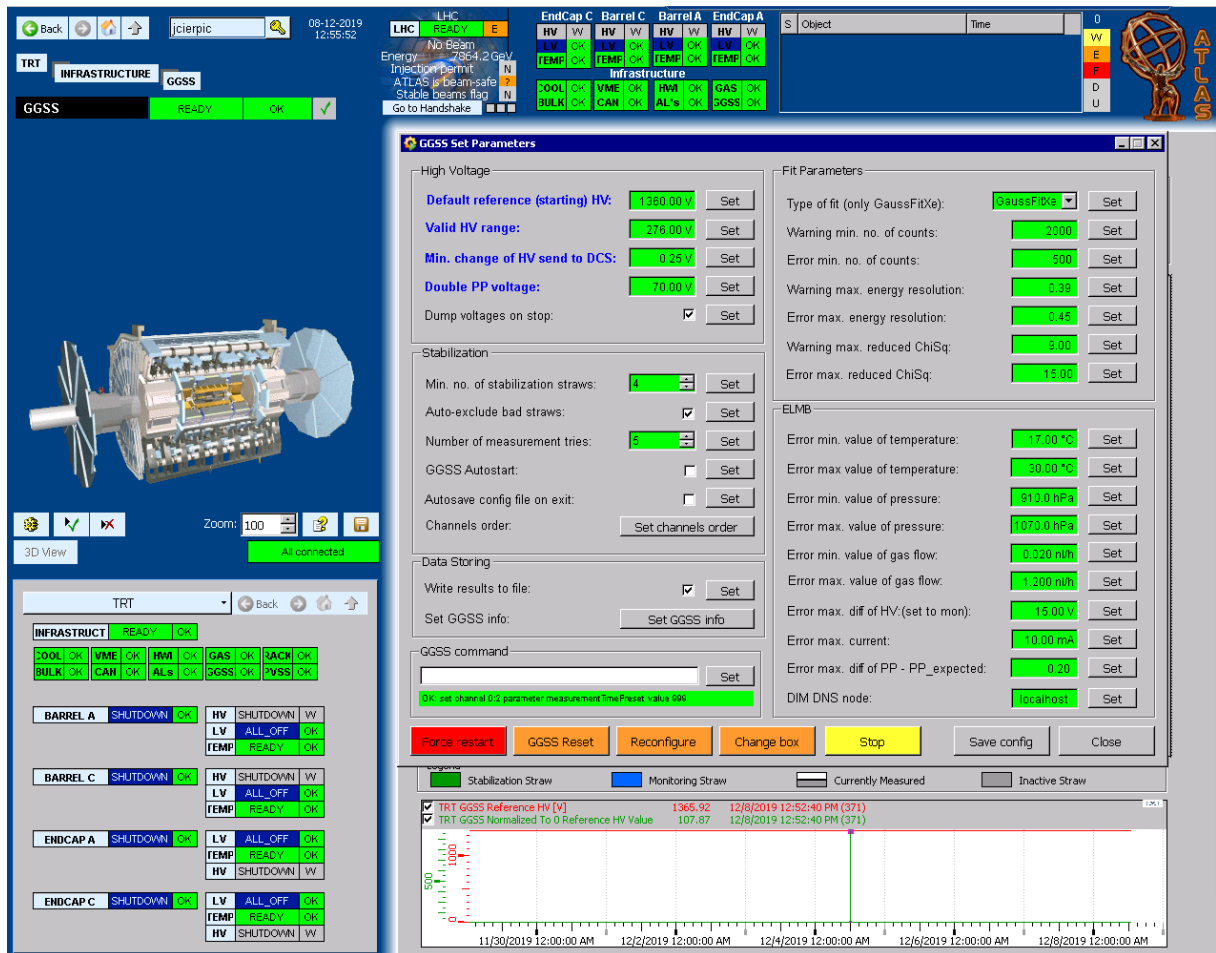 Back
jcierpic
08-12-2019
12:55:52
TRT
INFRASTRUCTURE
GGSS
GGSS READY OK
LHC
LHC READY E
No Beam
Energy 7864.2GeV
Injection permit N
ATLAS is beam-safe ?
Stable beams flag N
Go to Handshake
EndCap C Barrel C Barrel A EndCap A
HV W HV W HV W HV W
LV OK LV OK LV OK LV OK
TEMP OK TEMP OK TEMP OK TEMP OK
Infrastructure
COOL OK VME OK HWI OK GAS OK
BULK OK CAN OK AL's OK GGSS OK
S Object Time
0
W
E
F
D
U
ATLAS
Zoom: 100
3D View
All connected
TRT Back
INFRASTRUCT READY OK
COOL OK VME OK HWI OK GAS OK RACK OK
BULK OK CAN OK ALs OK GGSS OK PVSS OK
BARREL A SHUTDOWN OK HV SHUTDOWN W
LV ALL_OFF OK
TEMP READY OK
BARREL C SHUTDOWN OK HV SHUTDOWN W
LV ALL_OFF OK
TEMP READY OK
ENDCAP A SHUTDOWN OK LV ALL_OFF OK
TEMP READY OK
HV SHUTDOWN W
ENDCAP C SHUTDOWN OK LV ALL_OFF OK
TEMP READY OK
HV SHUTDOWN W
GGSS Set Parameters
High Voltage
Default reference (starting) HV: 1360.00 V Set
Valid HV range: 276.00 V Set
Min. change of HV send to DCS: 0.25 V Set
Double PP voltage: 70.00 V Set
Dump voltages on stop: Set
Stabilization
Min. no. of stabilization straws: 4 Set
Auto-exclude bad straws: Set
Number of measurement tries: 5 Set
GGSS Autostart: Set
Autosave config file on exit: Set
Channels order: Set channels order
Data Storing
Write results to file: Set
Set GGSS info: Set GGSS info
GGSS command
Set
OK: set channel 0:2 parameter measurementTimePreset value 999
Fit Parameters
Type of fit (only GaussFitXe): GaussFitXe Set
Warning min. no. of counts: 2000 Set
Error min. no. of counts: 500 Set
Warning max. energy resolution: 0.39 Set
Error max. energy resolution: 0.45 Set
Warning max. reduced ChiSq: 9.00 Set
Error max. reduced ChiSq: 15.00 Set
ELMB
Error min. value of temperature: 17.00 °C Set
Error max value of temperature: 30.00 °C Set
Error min. value of pressure: 910.0 hPa Set
Error max. value of pressure: 1070.0 hPa Set
Error min. value of gas flow: 0.020 nl/h Set
Error max. value of gas flow: 1.200 nl/h Set
Error max. diff of HV:(set to mon): 15.00 V Set
Error max. current: 10.00 mA Set
Error max. diff of PP - PP_expected: 0.20 Set
DIM DNS node: localhost Set
Force restart GGSS Reset Reconfigure Change box Stop Save config Close
Legend
Stabilization Straw Monitoring Straw Currently Measured Inactive Straw
TRT GGSS Reference HV [V] 1365.92 12/8/2019 12:52:40 PM (371)
TRT GGSS Normalized To 0 Reference HV Value 107.87 12/8/2019 12:52:40 PM (371)
500
1000
0
11/30/2019 12:00:00 AM 12/2/2019 12:00:00 AM 12/4/2019 12:00:00 AM 12/6/2019 12:00:00 AM 12/8/2019 12:00:00 AM